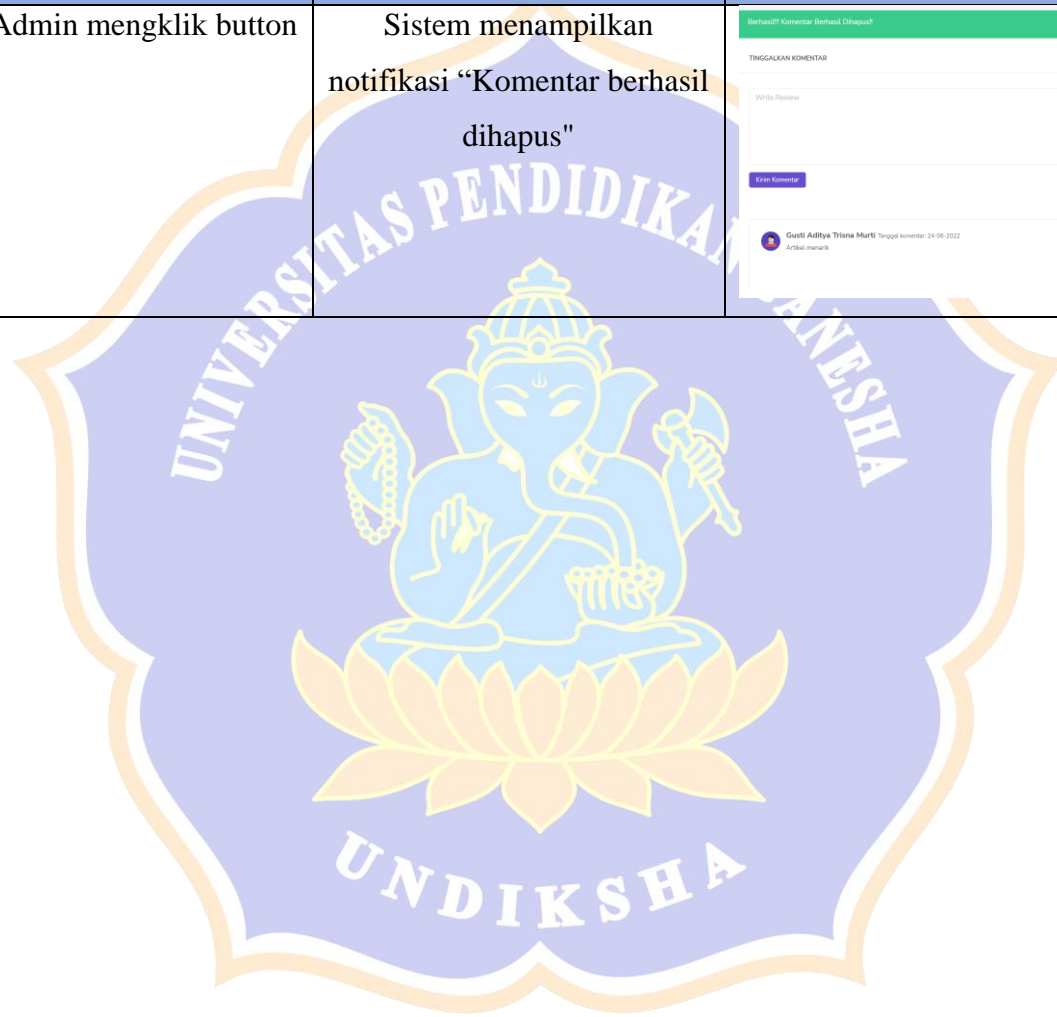 Admin mengklik button
Sistem menampilkan
notifikasi “Komentar berhasil
dihapus"
Berhasil!!! Komentar Berhasil Dihapus!!
TINGGALKAN KOMENTAR
Write Review
Kirim Komentar
Gusti Aditya Trisna Murti Tanggal komentar: 24-06-2022
Artikel menarik
UNIVERSITAS PENDIDIKAN GANESHA
UNDIKSHA